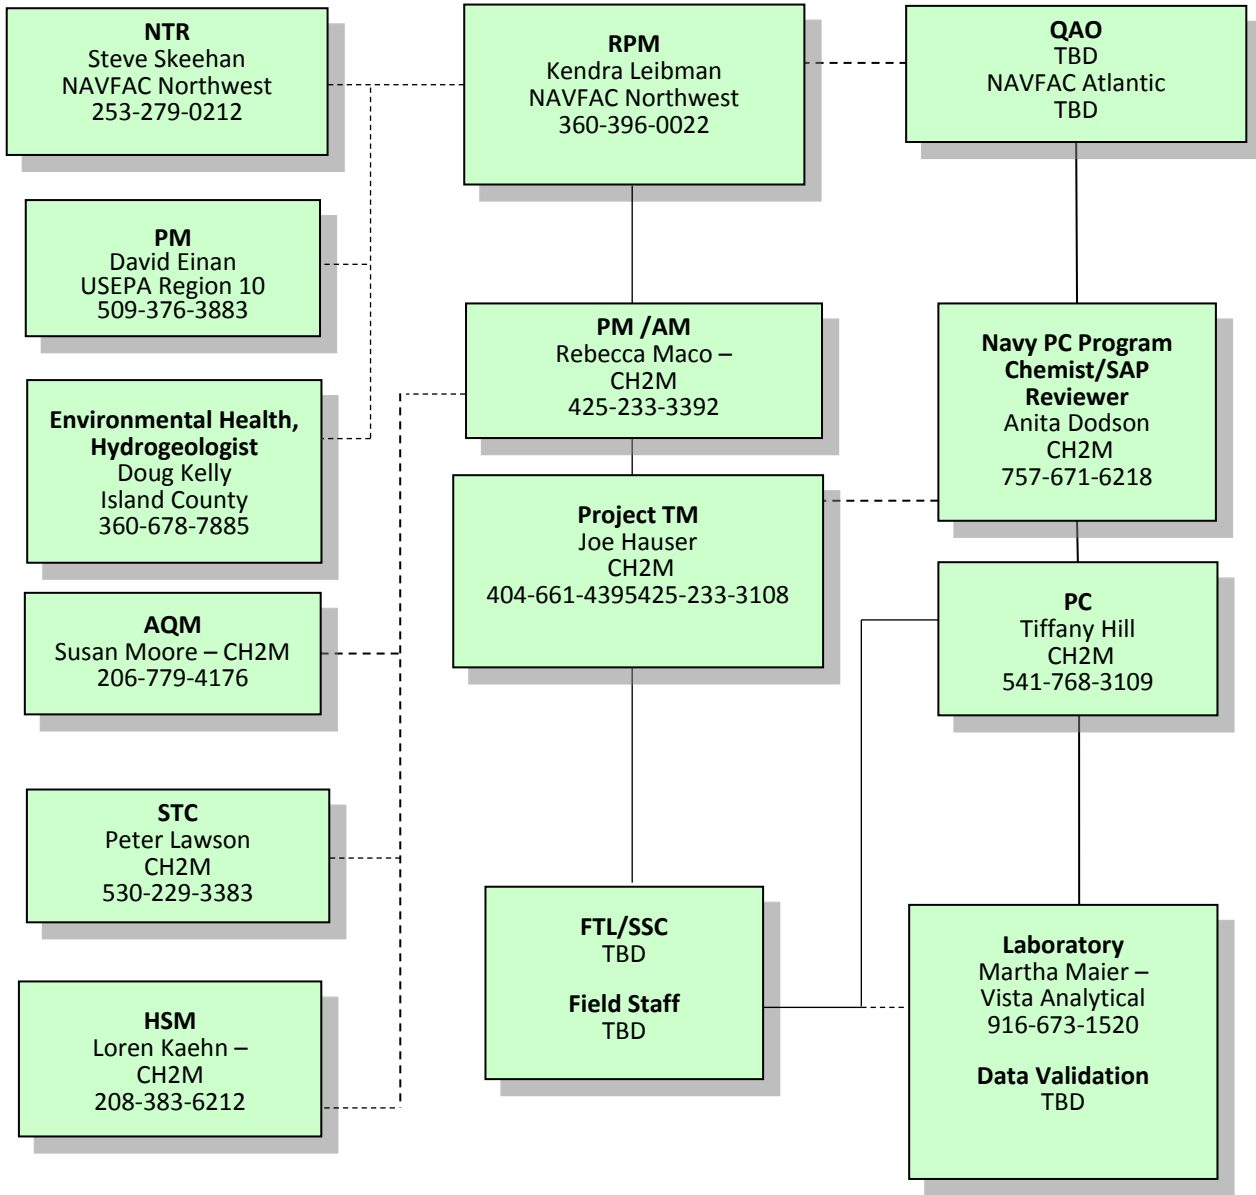 NTR
Steve Skeehan
NAVFAC Northwest
253-279-0212
RPM
Kendra Leibman
NAVFAC Northwest
360-396-0022
QAO
TBD
NAVFAC Atlantic
TBD
PM
David Einan
USEPA Region 10
509-376-3883
PM /AM
Rebecca Maco –
CH2M
425-233-3392
Navy PC Program
Chemist/SAP
Reviewer
Anita Dodson
CH2M
757-671-6218
Environmental Health,
Hydrogeologist
Doug Kelly
Island County
360-678-7885
Project TM
Joe Hauser
CH2M
404-661-4395425-233-3108
AQM
Susan Moore – CH2M
206-779-4176
PC
Tiffany Hill
CH2M
541-768-3109
STC
Peter Lawson
CH2M
530-229-3383
FTL/SSC
TBD
Field Staff
TBD
Laboratory
Martha Maier –
Vista Analytical
916-673-1520
Data Validation
TBD
HSM
Loren Kaehn –
CH2M
208-383-6212